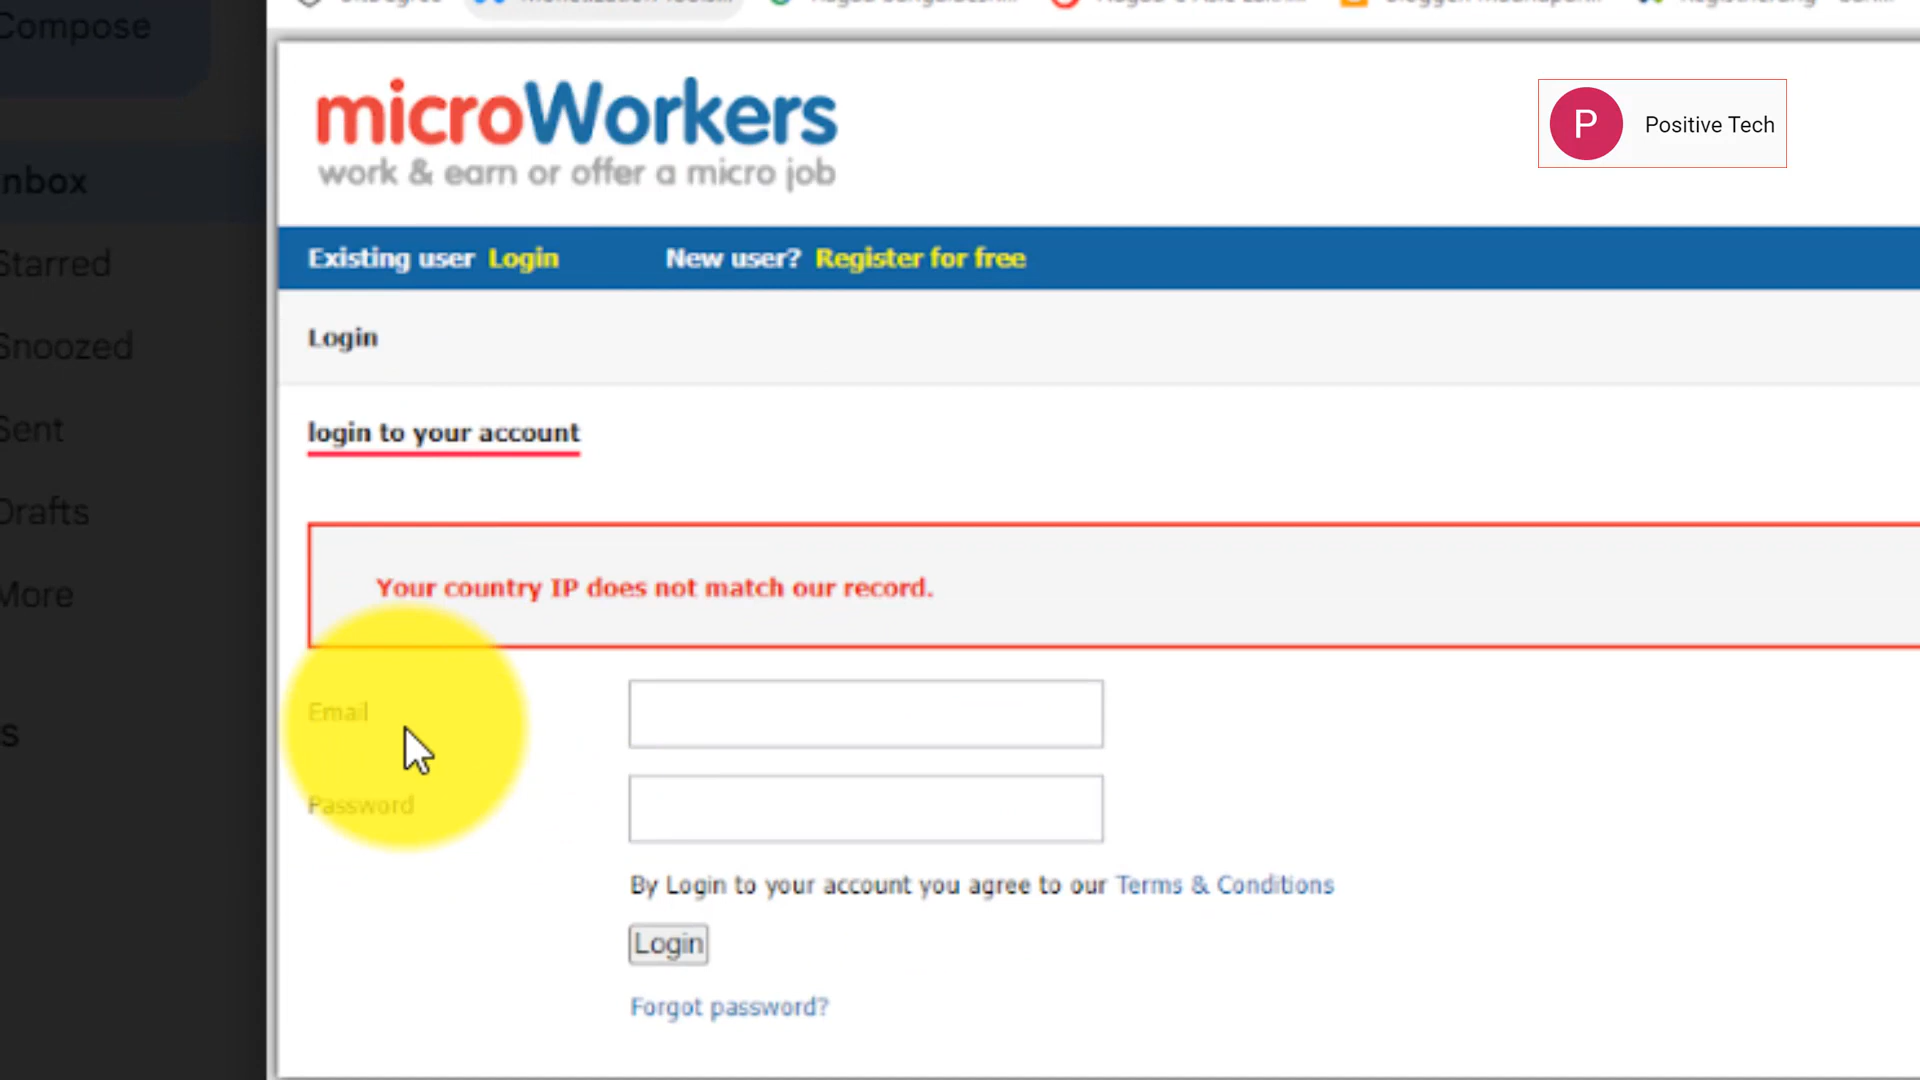 Compose
microWorkers
work & earn or offer a micro job
P
Positive Tech
nbox
Existing user Login
New user? Register for free
Starred
Login
Snoozed
Sent
login to your account
Drafts
Your country IP does not match our record.
More
Email
s
Password
By Login to your account you agree to our Terms & Conditions
Login
Forgot password?